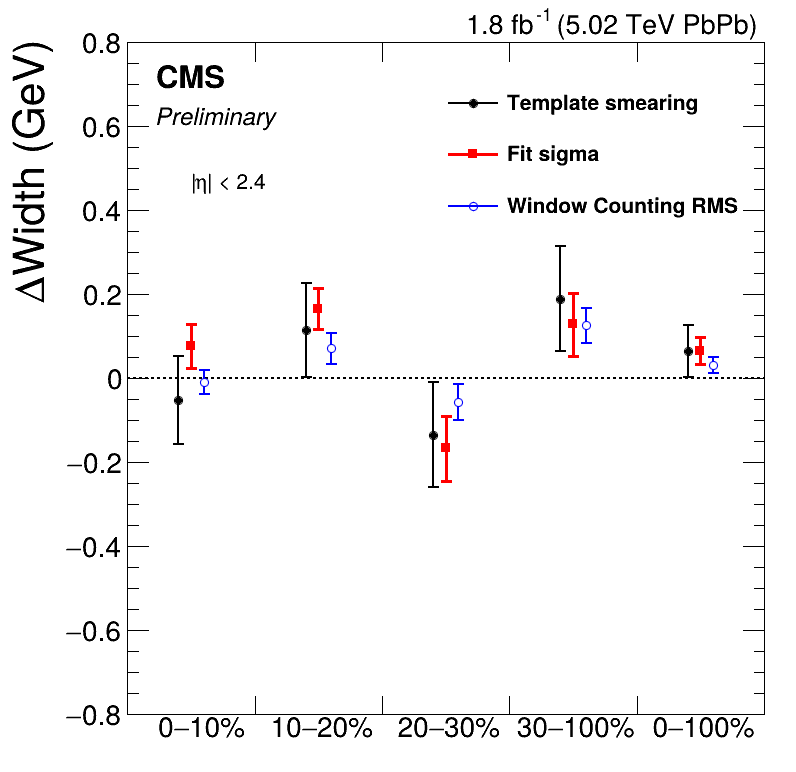 1.8 fb⁻¹ (5.02 TeV PbPb)
ΔWidth (GeV)
CMS
Preliminary
|η| < 2.4
Template smearing
Fit sigma
Window Counting RMS
0.8
0.6
0.4
0.2
0
−0.2
−0.4
−0.6
−0.8
0−10% 10−20% 20−30% 30−100% 0−100%